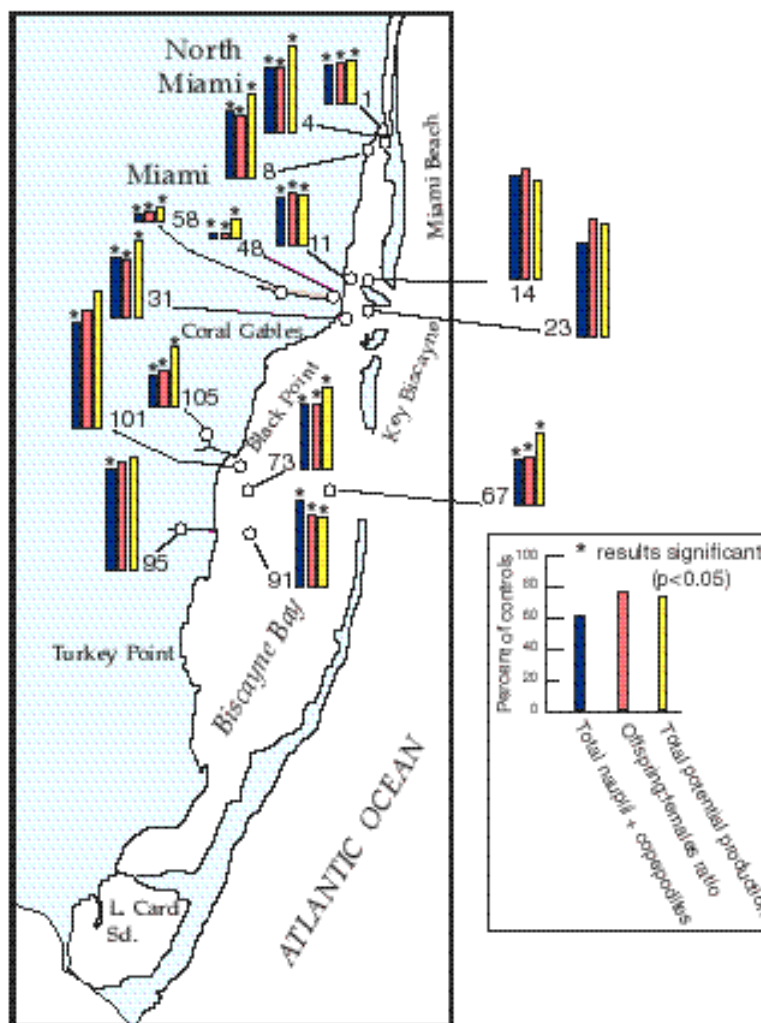 North
Miami
* * *
* * *
* * *
1
4
8
Miami
Miami Beach
* * *
58
* * *
48
* * *
11
14
23
* * *
31
Coral Gables
Key Biscayne
*
101
* * *
105
Black Point
* * *
73
* * *
67
*
95
* * *
91
Turkey Point
Biscayne Bay
ATLANTIC OCEAN
L. Card
Sd.
* results significant
(p<0.05)
Percent of controls
100
80
60
40
20
0
Total nauplii + copepodites
Offspring:females ratio
Total potential production